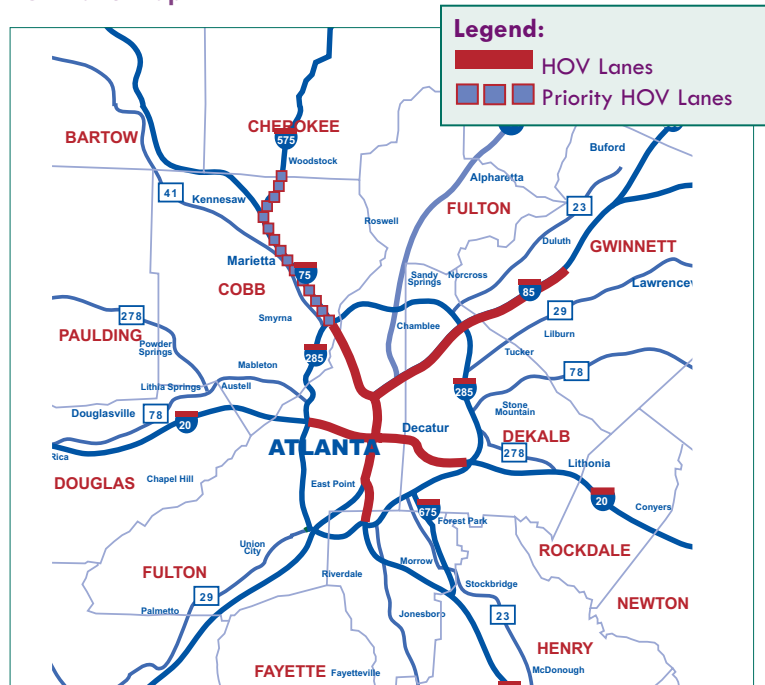 Legend:
HOV Lanes
Priority HOV Lanes
CHEROKEE
BARTOW
575
Woodstock
Buford
41
Kennesaw
Alpharetta
FULTON
23
Roswell
Duluth
GWINNETT
Marietta
75
Sandy
Springs
Norcross
COBB
85
Lawrencev
278
Smyrna
29
PAULDING
Chamblee
Lilburn
Powder
Springs
285
Tucker
Mableton
78
Lithia Springs
Austell
285
Douglasville
78
20
Stone
Mountain
Decatur
DEKALB
ATLANTA
278
Rica
Lithonia
DOUGLAS
Chapel Hill
East Point
20
Conyers
675
Forest Park
Union
City
ROCKDALE
FULTON
Riverdale
Morrow
Stockbridge
29
NEWTON
Palmetto
Jonesboro
23
HENRY
FAYETTE
Fayetteville
McDonough